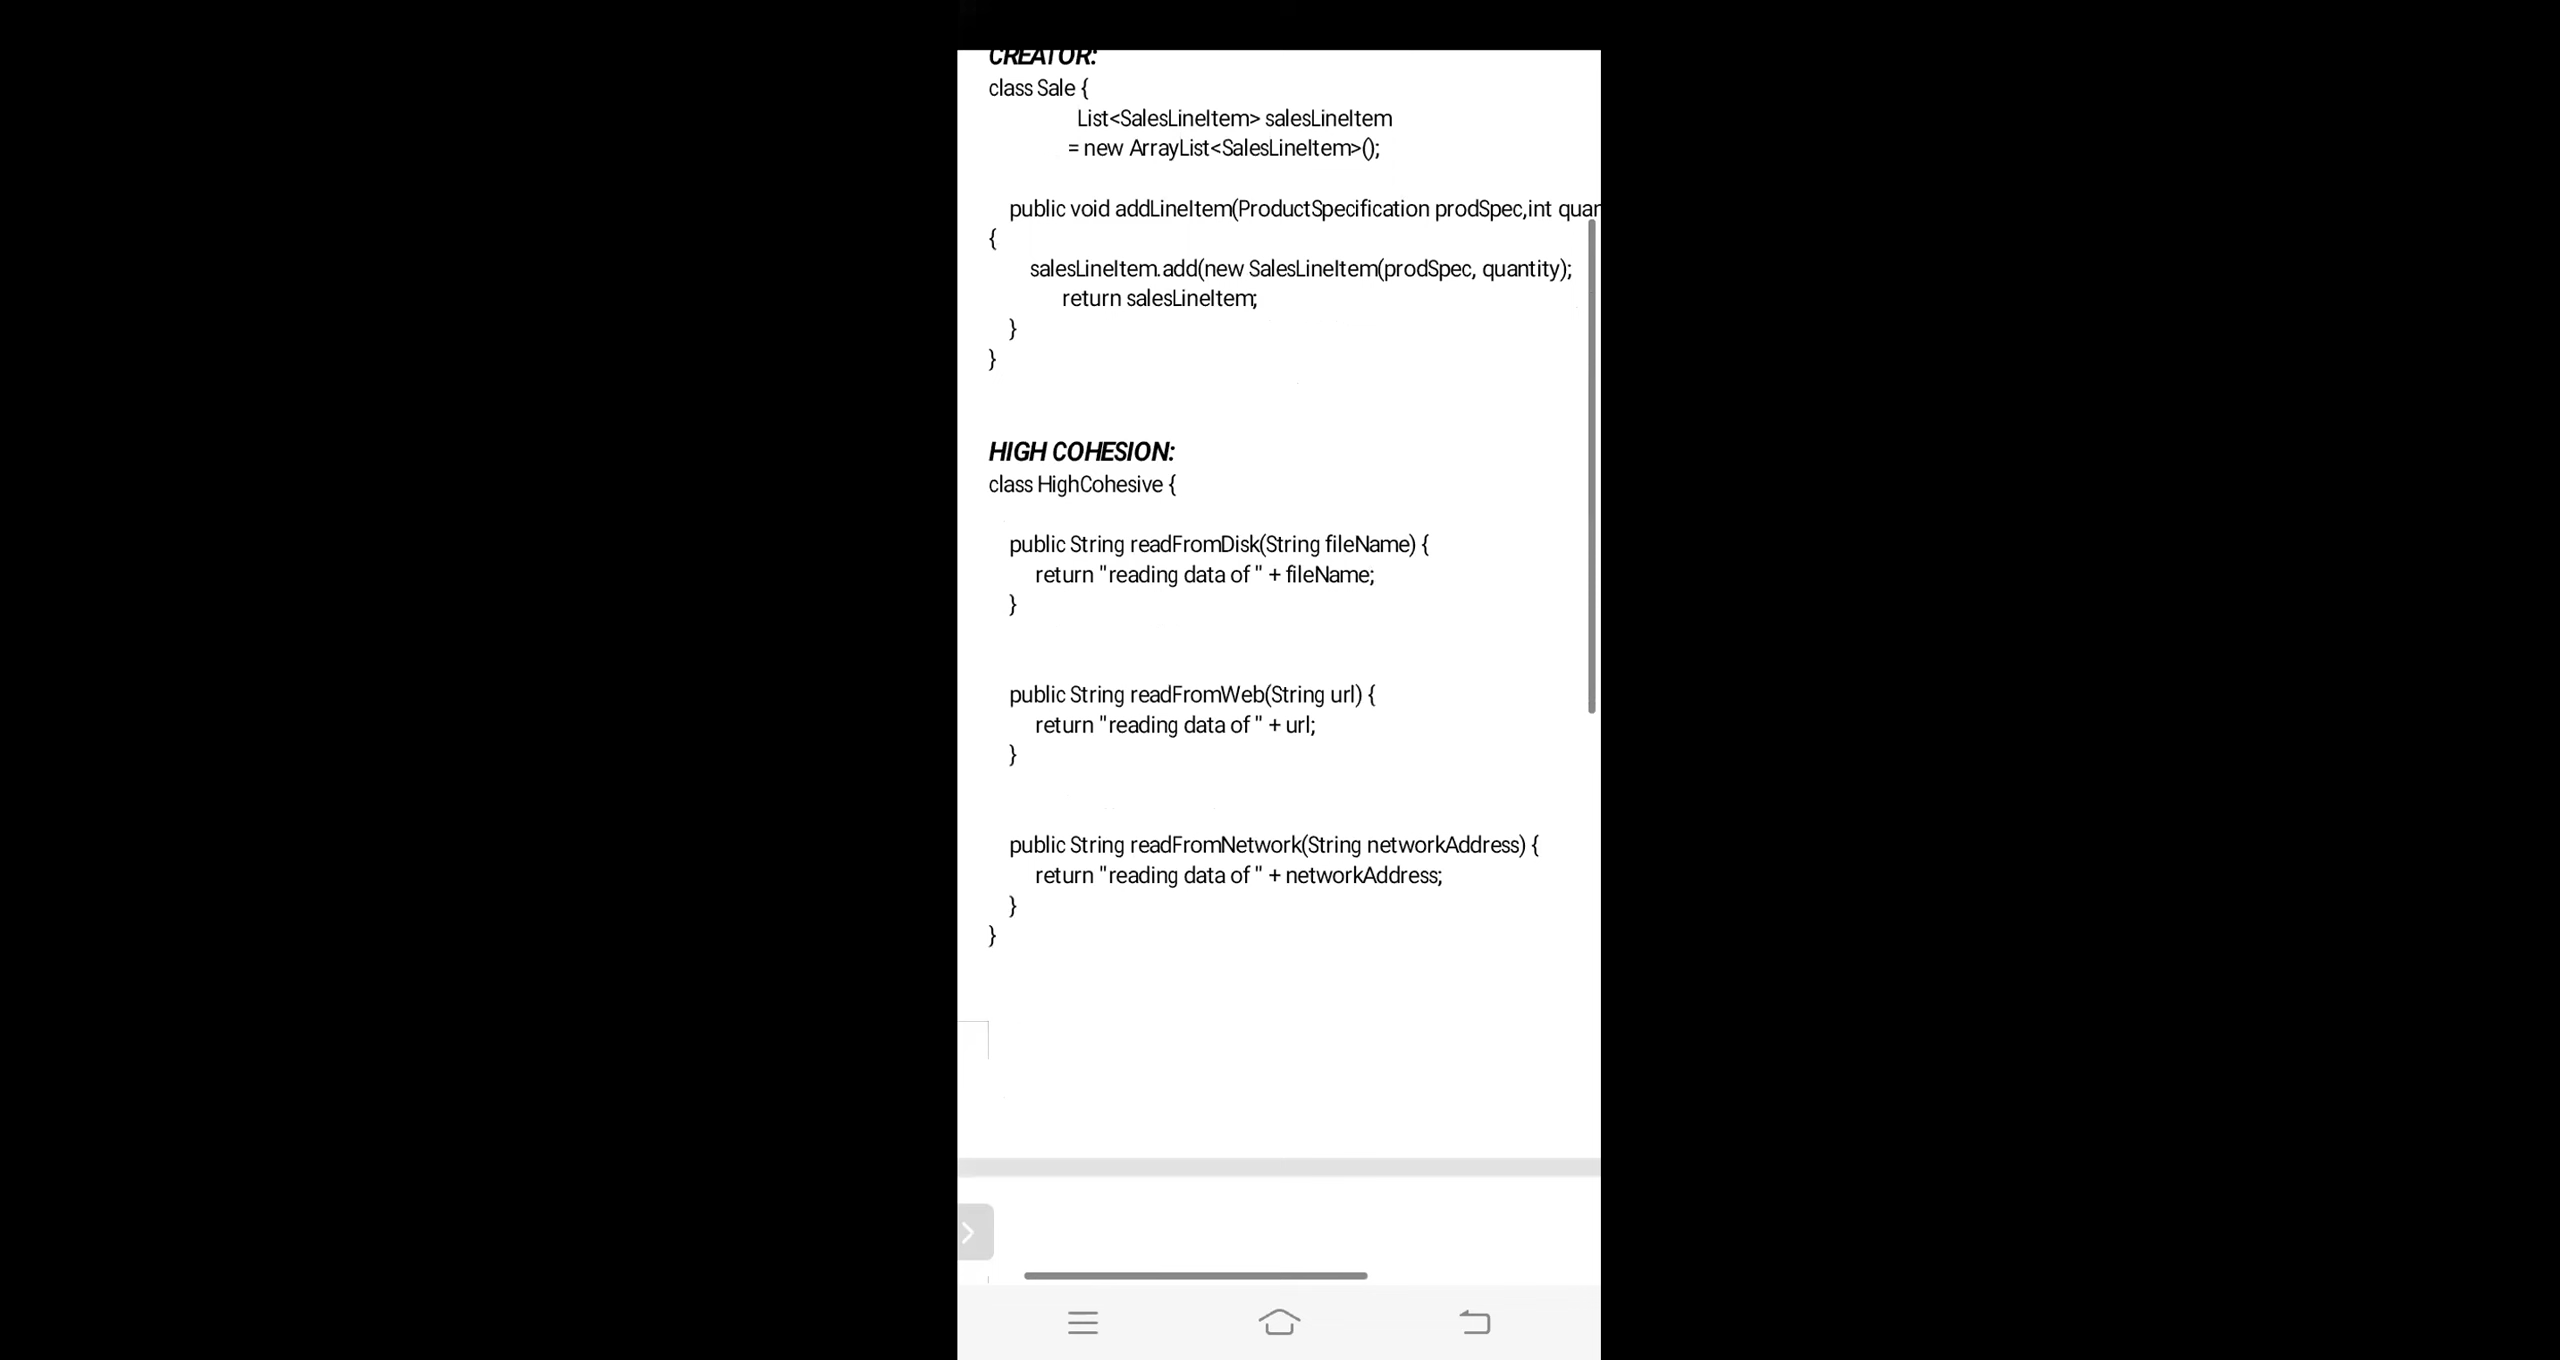 CREATOR:
class Sale {
List<SalesLineItem> salesLineItem
= new ArrayList<SalesLineItem>();
public void addLineItem(ProductSpecification prodSpec,int quan
{
salesLineItem.add(new SalesLineItem(prodSpec, quantity);
return salesLineItem;
}
}
HIGH COHESION:
class HighCohesive {
public String readFromDisk(String fileName) {
return "reading data of " + fileName;
}
public String readFromWeb(String url) {
return "reading data of " + url;
}
public String readFromNetwork(String networkAddress) {
return "reading data of " + networkAddress;
}
}